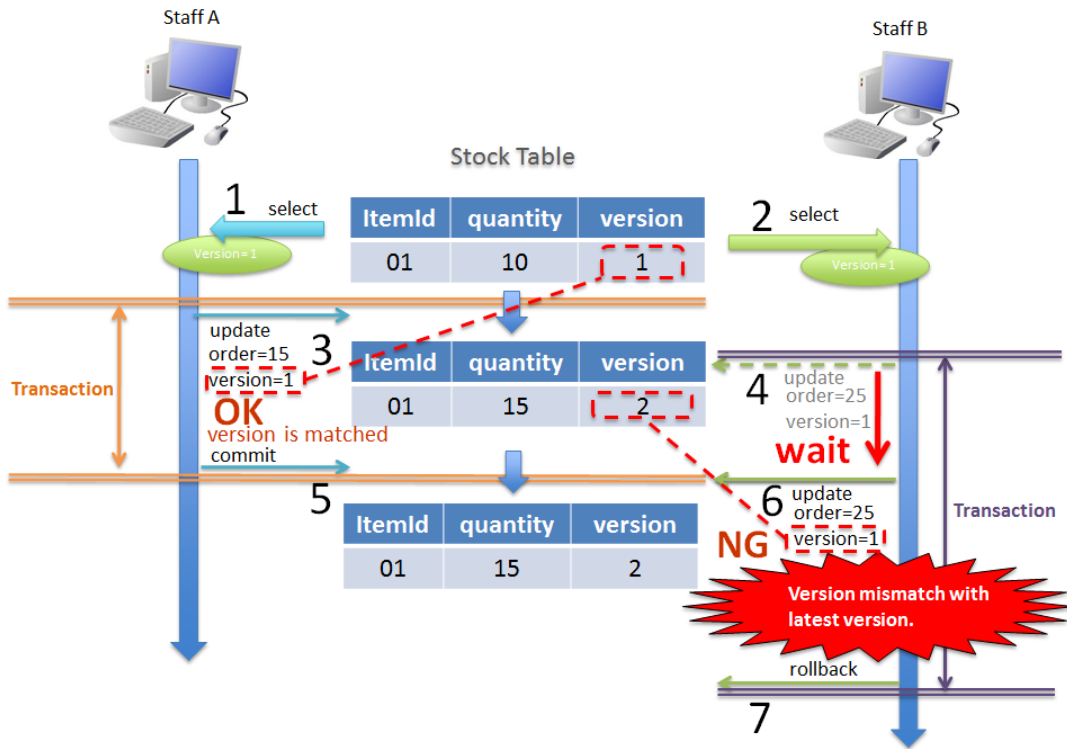 Staff A
Staff B
Stock Table
1
select
ItemId quantity version
01 10 1
2
select
Version=1
Version=1
update
order=15
version=1
3
OK
version is matched
commit
Transaction
ItemId quantity version
01 15 2
4
update
order=25
version=1
wait
5
ItemId quantity version
01 15 2
6
update
order=25
version=1
NG
Transaction
Version mismatch with
latest version.
rollback
7